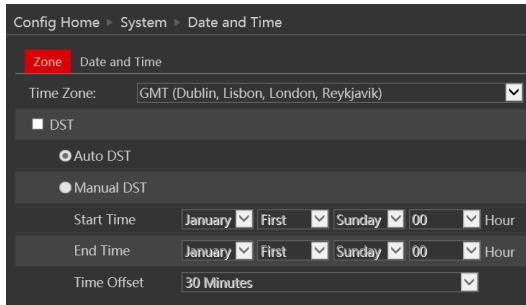 Config Home ▶ System ▶ Date and Time
Zone Date and Time
Time Zone: GMT (Dublin, Lisbon, London, Reykjavik)
DST
Auto DST
Manual DST
Start Time January First Sunday 00 Hour
End Time January First Sunday 00 Hour
Time Offset 30 Minutes